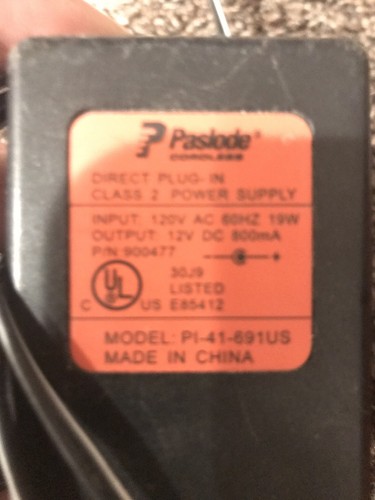 Paslode®
CORDLESS
DIRECT PLUG-IN
CLASS 2 POWER SUPPLY
INPUT: 120V AC 60HZ 19W
OUTPUT: 12V DC 800mA
P/N 900477
- +
30J9
UL
LISTED
C US E85412
MODEL: PI-41-691US
MADE IN CHINA